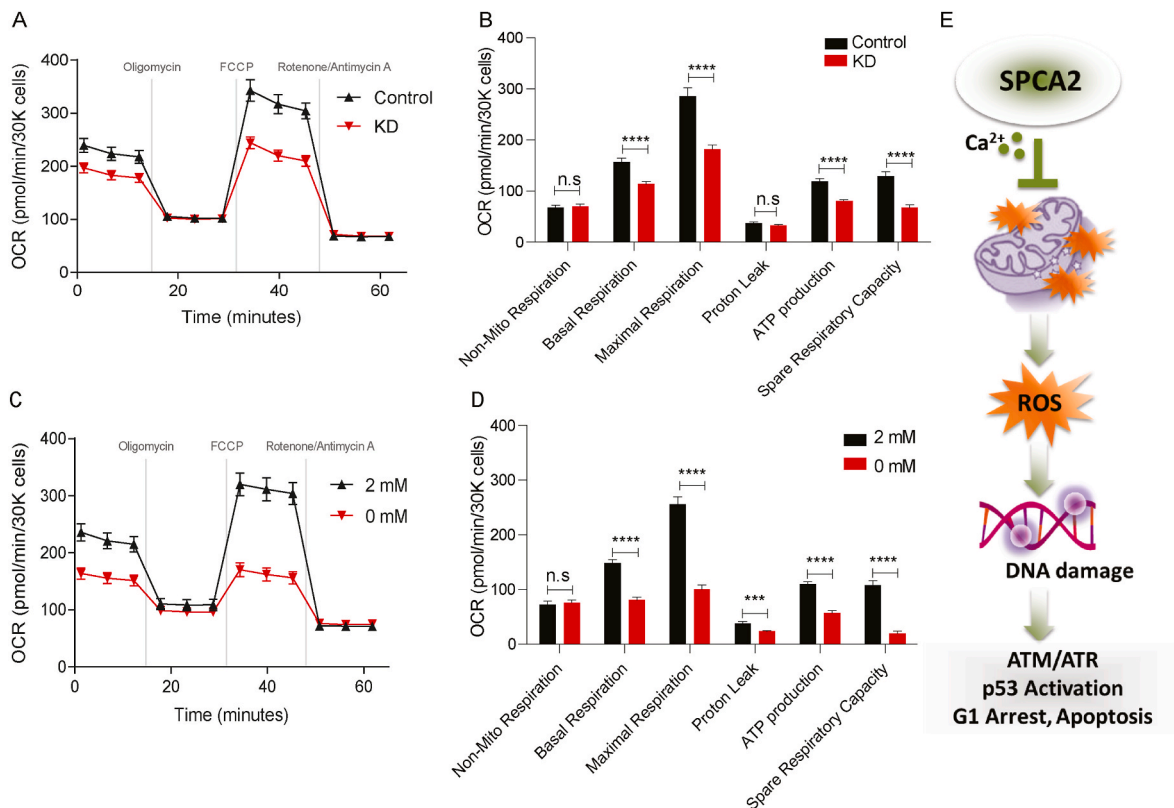 A
OCR (pmol/min/30K cells)
400
300
200
100
0
Oligomycin
FCCP
Rotenone/Antimycin A
Control
KD
0
20
40
60
Time (minutes)
B
OCR (pmol/min/30K cells)
400
300
200
100
0
Control
KD
n.s
****
****
n.s
****
****
Non-Mito Respiration
Basal Respiration
Maximal Respiration
Proton Leak
ATP production
Spare Respiratory Capacity
C
OCR (pmol/min/30K cells)
400
300
200
100
0
Oligomycin
FCCP
Rotenone/Antimycin A
2 mM
0 mM
0
20
40
60
Time (minutes)
D
OCR (pmol/min/30K cells)
400
300
200
100
0
2 mM
0 mM
n.s
****
****
***
****
****
Non-Mito Respiration
Basal Respiration
Maximal Respiration
Proton Leak
ATP production
Spare Respiratory Capacity
E
SPCA2
Ca²⁺
ROS
DNA damage
ATM/ATR
p53 Activation
G1 Arrest, Apoptosis